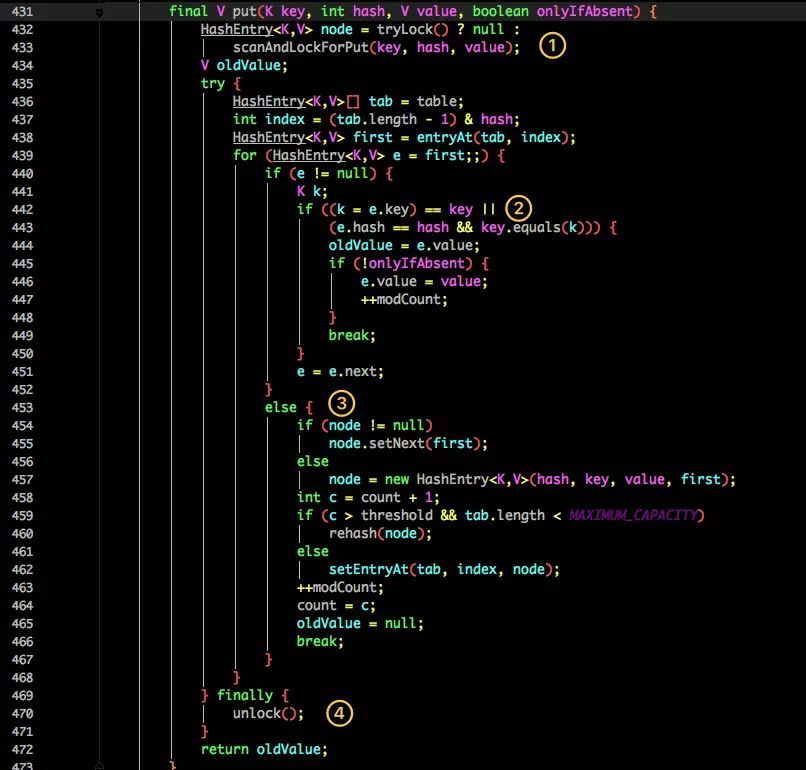 431 final V put(K key, int hash, V value, boolean onlyIfAbsent) {
432 HashEntry<K,V> node = tryLock() ? null :
433 scanAndLockForPut(key, hash, value); ①
434 V oldValue;
435 try {
436 HashEntry<K,V>[] tab = table;
437 int index = (tab.length - 1) & hash;
438 HashEntry<K,V> first = entryAt(tab, index);
439 for (HashEntry<K,V> e = first;;) {
440 if (e != null) {
441 K k;
442 if ((k = e.key) == key || ②
443 (e.hash == hash && key.equals(k))) {
444 oldValue = e.value;
445 if (!onlyIfAbsent) {
446 e.value = value;
447 ++modCount;
448 }
449 break;
450 }
451 e = e.next;
452 }
453 else { ③
454 if (node != null)
455 node.setNext(first);
456 else
457 node = new HashEntry<K,V>(hash, key, value, first);
458 int c = count + 1;
459 if (c > threshold && tab.length < MAXIMUM_CAPACITY)
460 rehash(node);
461 else
462 setEntryAt(tab, index, node);
463 ++modCount;
464 count = c;
465 oldValue = null;
466 break;
467 }
468 }
469 } finally {
470 unlock(); ④
471 }
472 return oldValue;
473 }